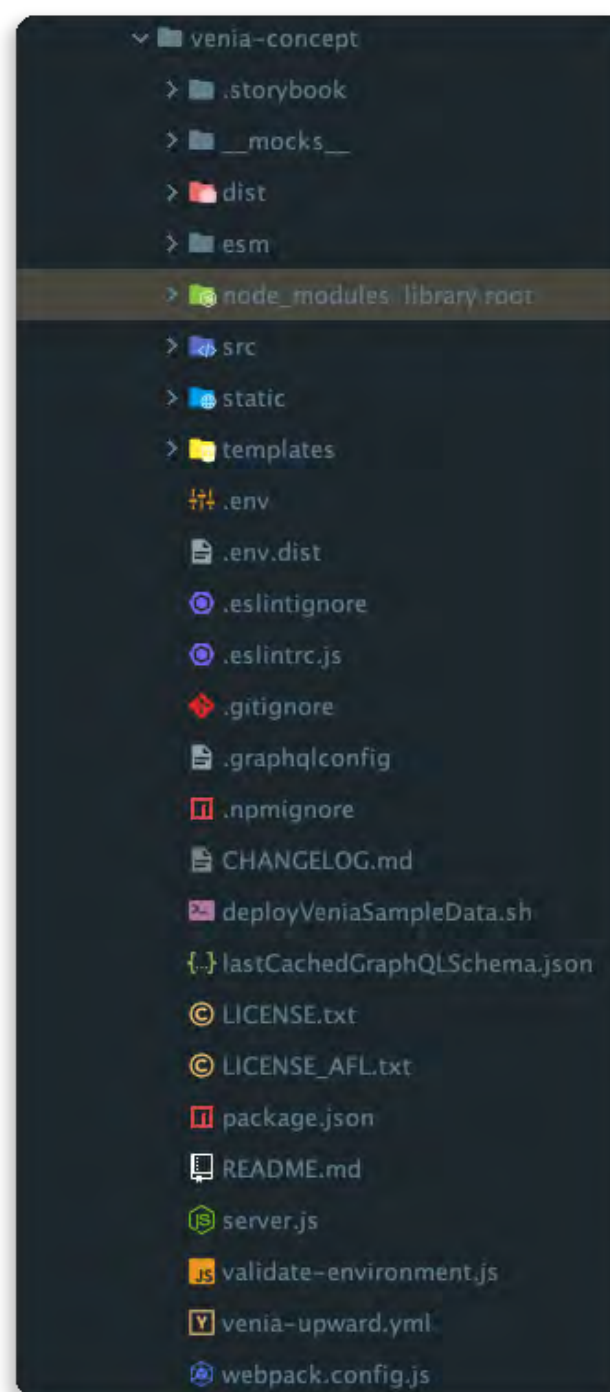 venia-concept
.storybook
__mocks__
dist
esm
node_modules library root
src
static
templates
.env
.env.dist
.eslintignore
.eslintrc.js
.gitignore
.graphqlconfig
.npmignore
CHANGELOG.md
deployVeniaSampleData.sh
lastCachedGraphQLSchema.json
LICENSE.txt
LICENSE_AFL.txt
package.json
README.md
server.js
validate-environment.js
venia-upward.yml
webpack.config.js